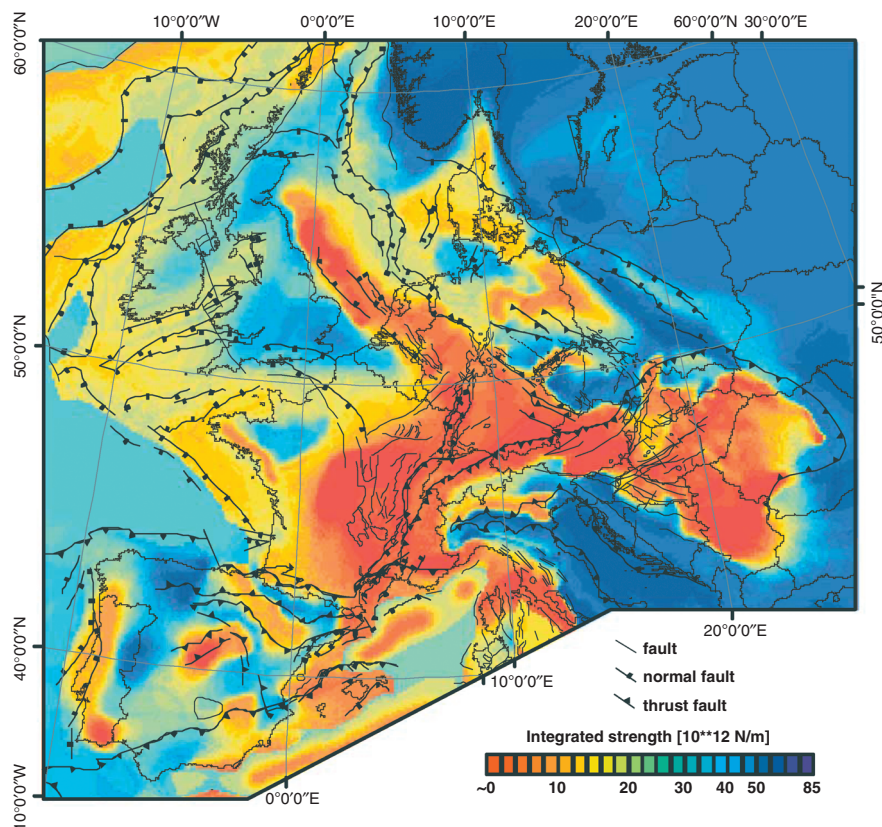 10°0'0"W 0°0'0"E 10°0'0"E 20°0'0"E 60°0'0"N 30°0'0"E
60°0'0"N
50°0'0"N
50°0'0"N
40°0'0"N
20°0'0"E
10°0'0"E
10°0'0"W
0°0'0"E
fault
normal fault
thrust fault
Integrated strength [10**12 N/m]
~0 10 20 30 40 50 85